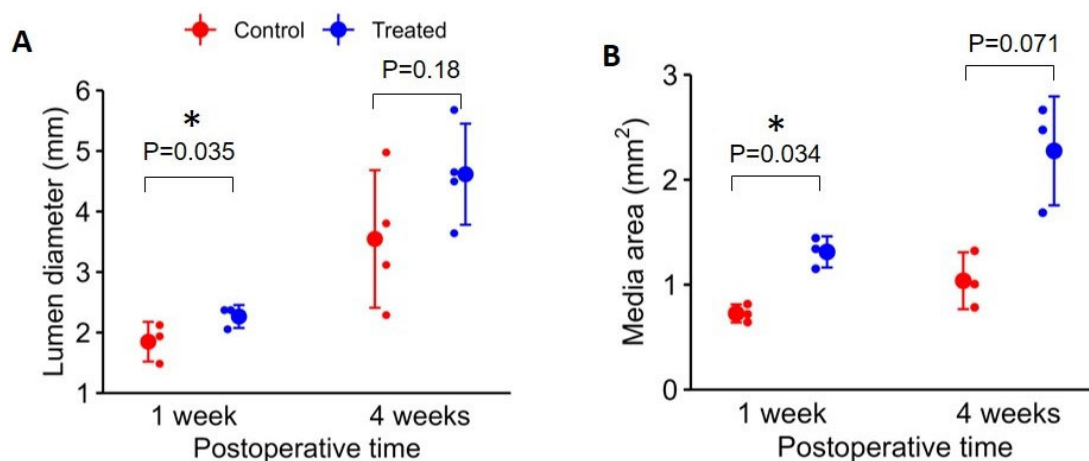 A
Control
Treated
Lumen diameter (mm)
6
5
4
3
2
1
*
P=0.035
P=0.18
1 week
4 weeks
Postoperative time
B
Media area (mm²)
3
2
1
0
*
P=0.034
P=0.071
1 week
4 weeks
Postoperative time